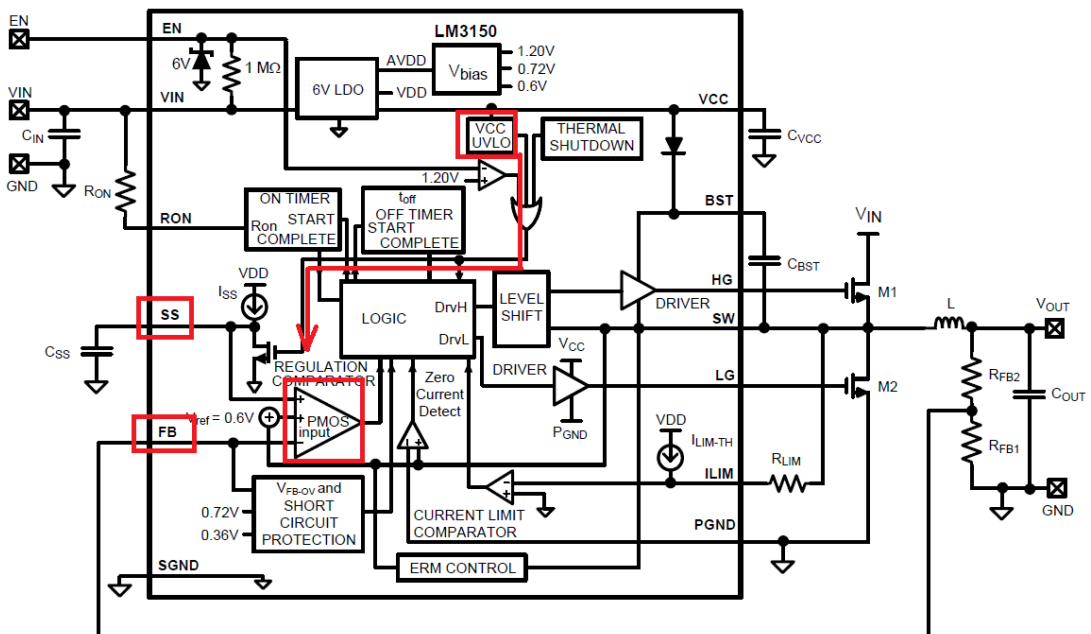 EN
EN
LM3150
6V
1 MΩ
6V LDO
AVDD
VDD
Vbias
1.20V
0.72V
0.6V
VIN
VIN
VCC
CIN
GND
RON
VCC
UVLO
THERMAL
SHUTDOWN
CVCC
1.20V
RON
ON TIMER
Ron START
COMPLETE
toff
OFF TIMER
START
COMPLETE
BST
VIN
CBST
VDD
ISS
SS
CSS
LOGIC
DrvH
DrvL
LEVEL
SHIFT
HG
DRIVER
M1
SW
L
VOUT
REGULATION
COMPARATOR
Zero
Current
Detect
VCC
DRIVER
LG
M2
PGND
RFB2
COUT
RFB1
Vref = 0.6V
PMOS
input
FB
VDD
ILIM-TH
ILIM
RLIM
GND
VFB-OV and
SHORT
CIRCUIT
PROTECTION
0.72V
0.36V
CURRENT LIMIT
COMPARATOR
PGND
SGND
ERM CONTROL